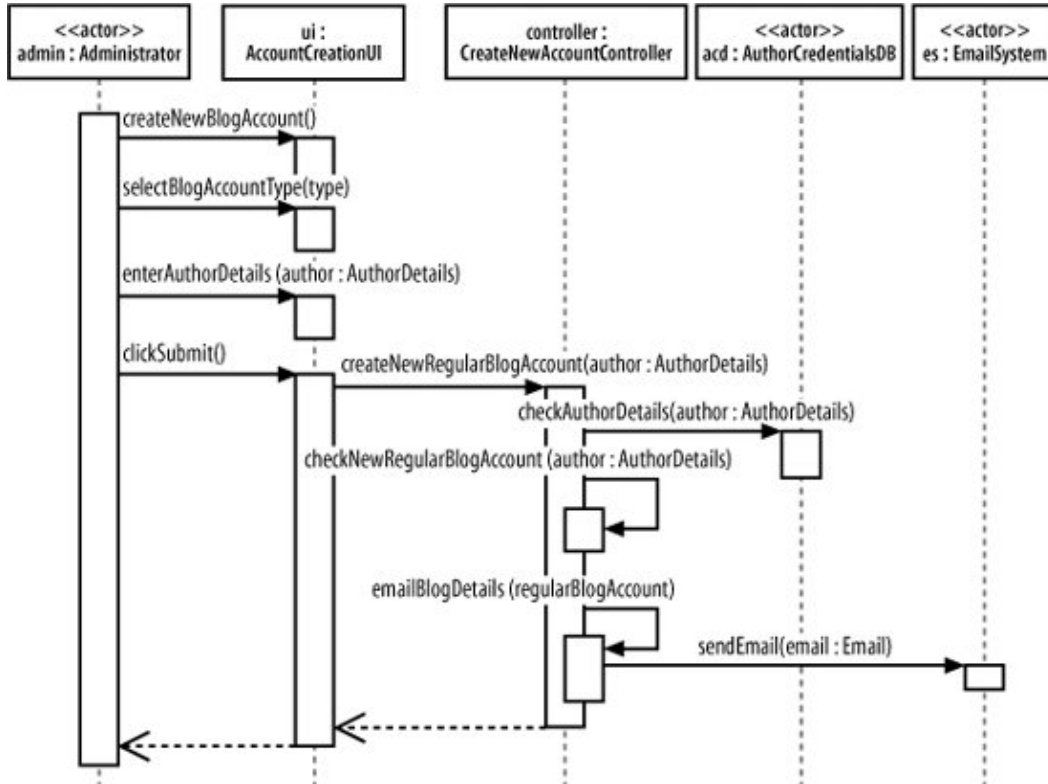 <<actor>>
admin : Administrator
ui :
AccountCreationUI
controller :
CreateNewAccountController
<<actor>>
acd : AuthorCredentialsDB
<<actor>>
es : EmailSystem
createNewBlogAccount()
selectBlogAccountType(type)
enterAuthorDetails (author : AuthorDetails)
clickSubmit()
createNewRegularBlogAccount(author : AuthorDetails)
checkAuthorDetails(author : AuthorDetails)
checkNewRegularBlogAccount (author : AuthorDetails)
emailBlogDetails (regularBlogAccount)
sendEmail(email : Email)